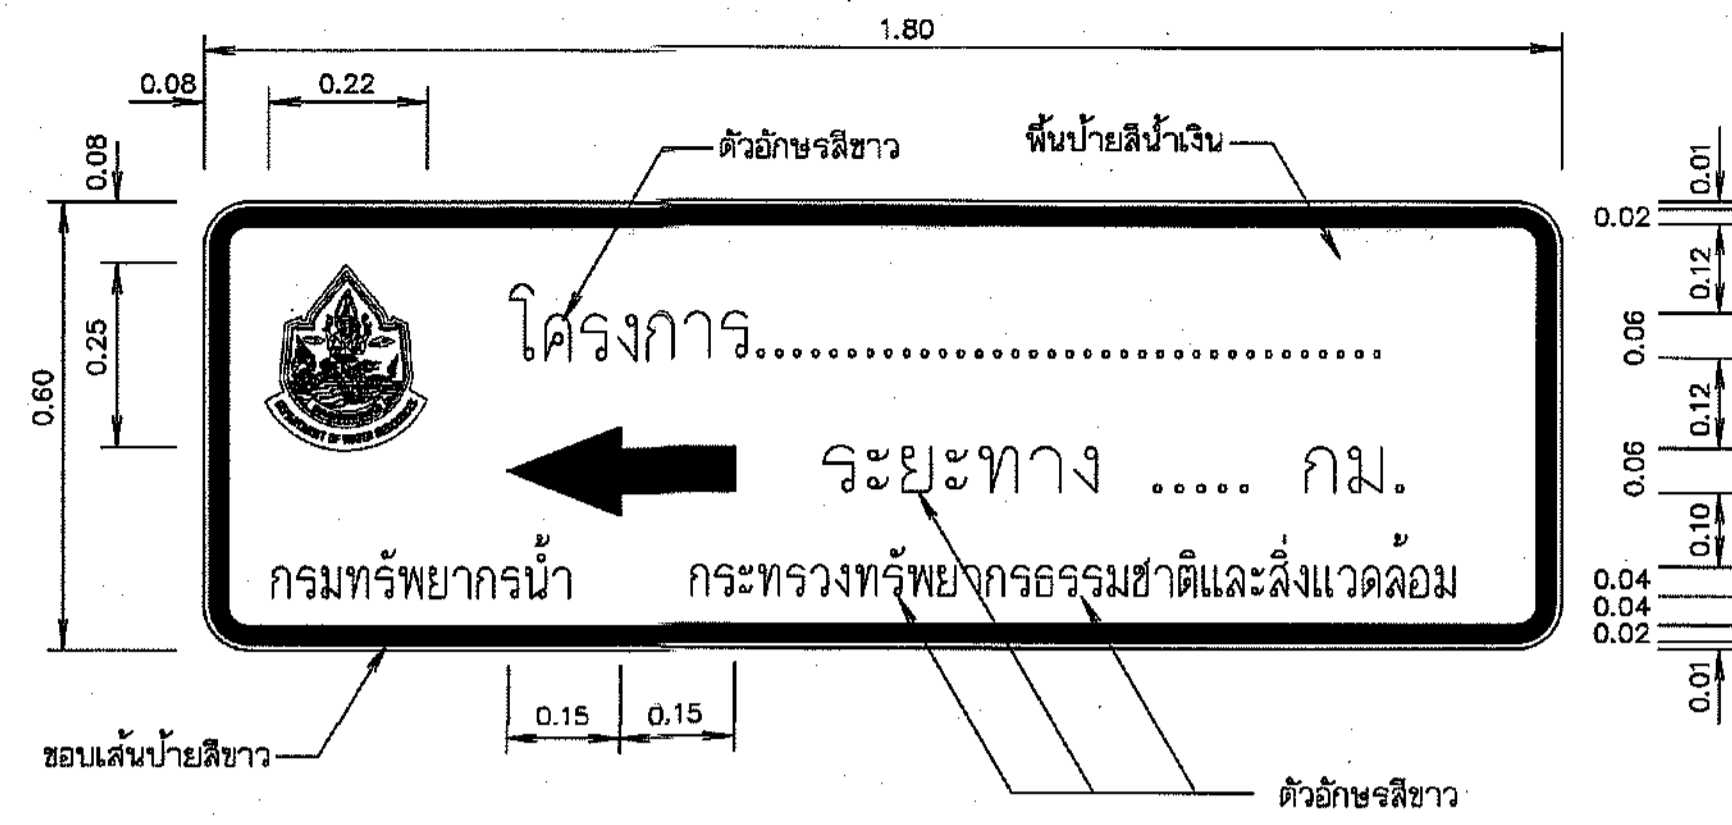 1.80
0.08
0.22
0.08
ตัวอักษรสีขาว
พื้นป้ายสีน้ำเงิน
0.01
0.02
0.12
0.25
0.60
โครงการ...................................
0.06
0.12
DEPARTMENT OF WATER RESOURCES
ระยะทาง ..... กม.
0.06
0.10
กรมทรัพยากรน้ำ
กระทรวงทรัพยากรธรรมชาติและสิ่งแวดล้อม
0.04
0.04
0.02
0.01
0.15
0.15
ขอบเส้นป้ายสีขาว
ตัวอักษรสีขาว